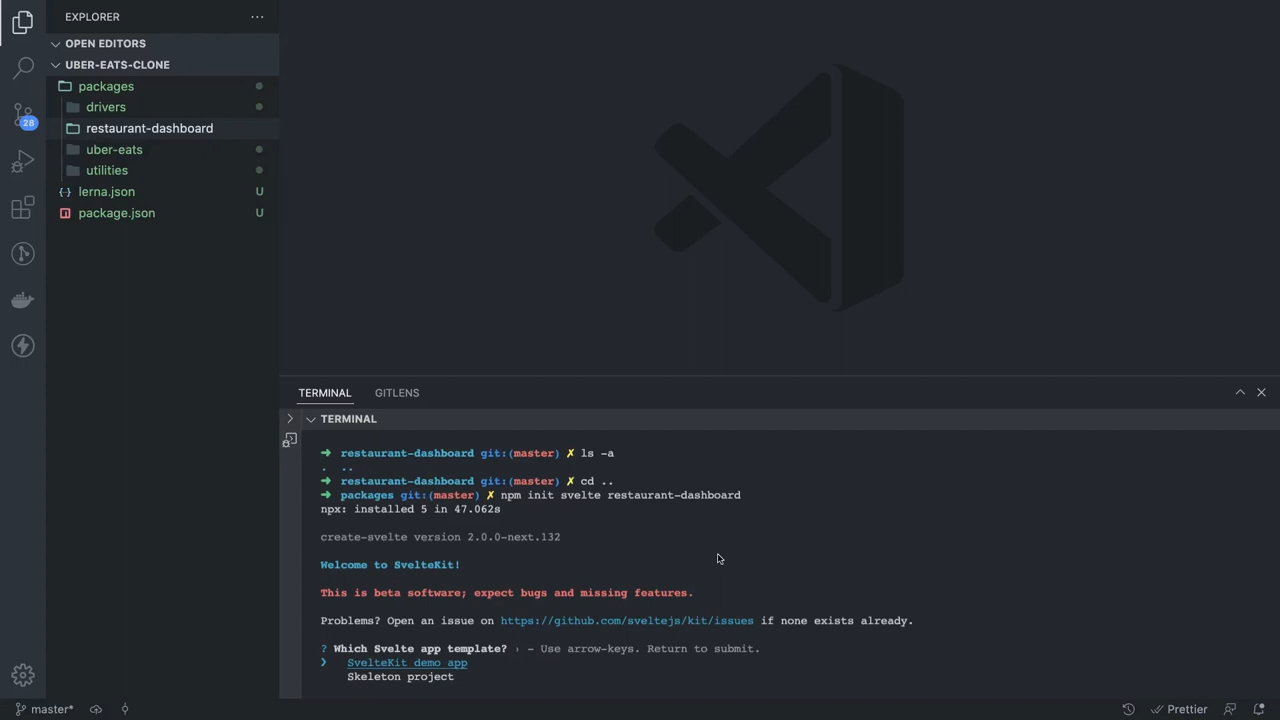 EXPLORER
OPEN EDITORS
UBER-EATS-CLONE
packages
drivers
restaurant-dashboard
28
uber-eats
utilities
lerna.json U
package.json U
TERMINAL GITLENS
TERMINAL
➜ restaurant-dashboard git:(master) ✗ ls -a
. ..
➜ restaurant-dashboard git:(master) ✗ cd ..
➜ packages git:(master) ✗ npm init svelte restaurant-dashboard
npx: installed 5 in 47.062s
create-svelte version 2.0.0-next.132
Welcome to SvelteKit!
This is beta software; expect bugs and missing features.
Problems? Open an issue on https://github.com/sveltejs/kit/issues if none exists already.
? Which Svelte app template? › - Use arrow-keys. Return to submit.
❯ SvelteKit demo app
Skeleton project
master* Prettier